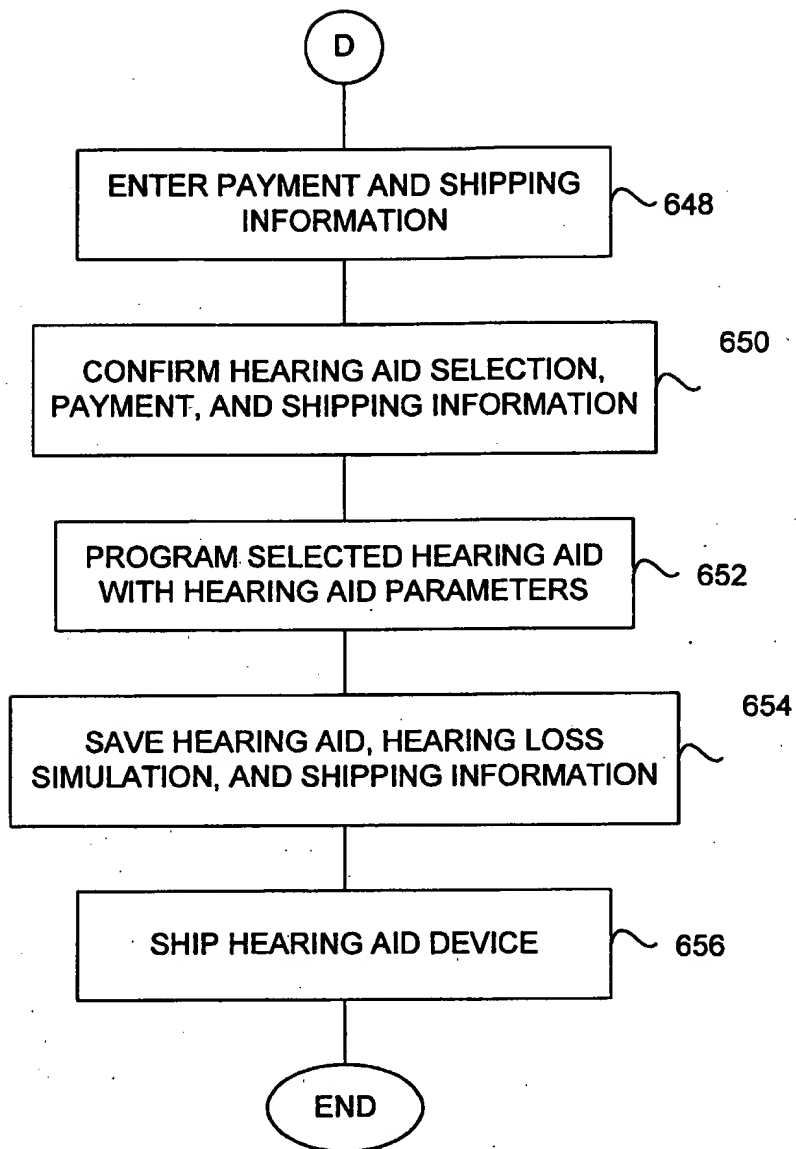 D
ENTER PAYMENT AND SHIPPING
INFORMATION
648
CONFIRM HEARING AID SELECTION,
PAYMENT, AND SHIPPING INFORMATION
650
PROGRAM SELECTED HEARING AID
WITH HEARING AID PARAMETERS
652
SAVE HEARING AID, HEARING LOSS
SIMULATION, AND SHIPPING INFORMATION
654
SHIP HEARING AID DEVICE
656
END